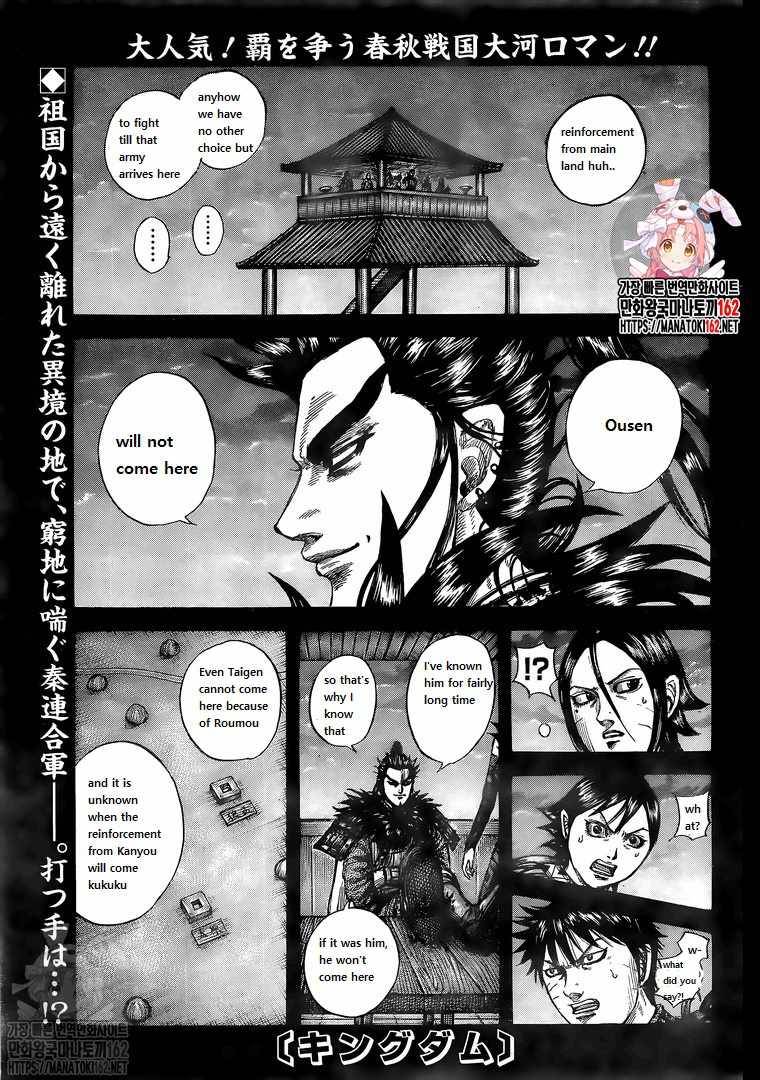 大人気！覇を争う春秋戦国大河ロマン!!
◆祖国から遠く離れた異境の地で、窮地に喘ぐ秦連合軍――。打つ手は…!?
reinforcement
from main
land huh..
anyhow
we have
no other
choice but
to fight
till that
army
arrives here
……
……
가장 빠른 번역만화사이트
만화왕국마나토끼162
HTTPS://MANATOKI162.NET
Ousen
will not
come here
!?
wh
at?
w-
what
did you
say?!
I've known
him for fairly
long time
so that's
why I
know
that
if it was him,
he won't
come here
Even Taigen
cannot come
here because
of Roumou
and it is
unknown
when the
reinforcement
from Kanyou
will come
kukuku
가장 빠른 번역만화사이트
만화왕국마나토끼162
HTTPS://MANATOKI162.NET
〔キングダム〕